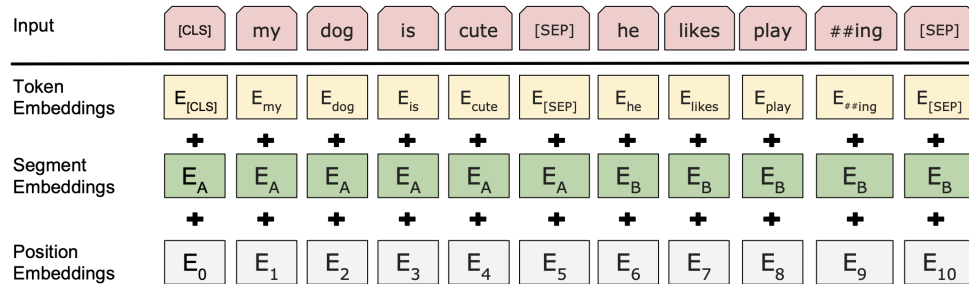 Input [CLS] my dog is cute [SEP] he likes play ##ing [SEP]
Token
Embeddings
E[CLS] Emy Edog Eis Ecute E[SEP] Ehe Elikes Eplay E##ing E[SEP]
+ + + + + + + + + + +
Segment
Embeddings
EA EA EA EA EA EA EB EB EB EB EB
+ + + + + + + + + + +
Position
Embeddings
E0 E1 E2 E3 E4 E5 E6 E7 E8 E9 E10